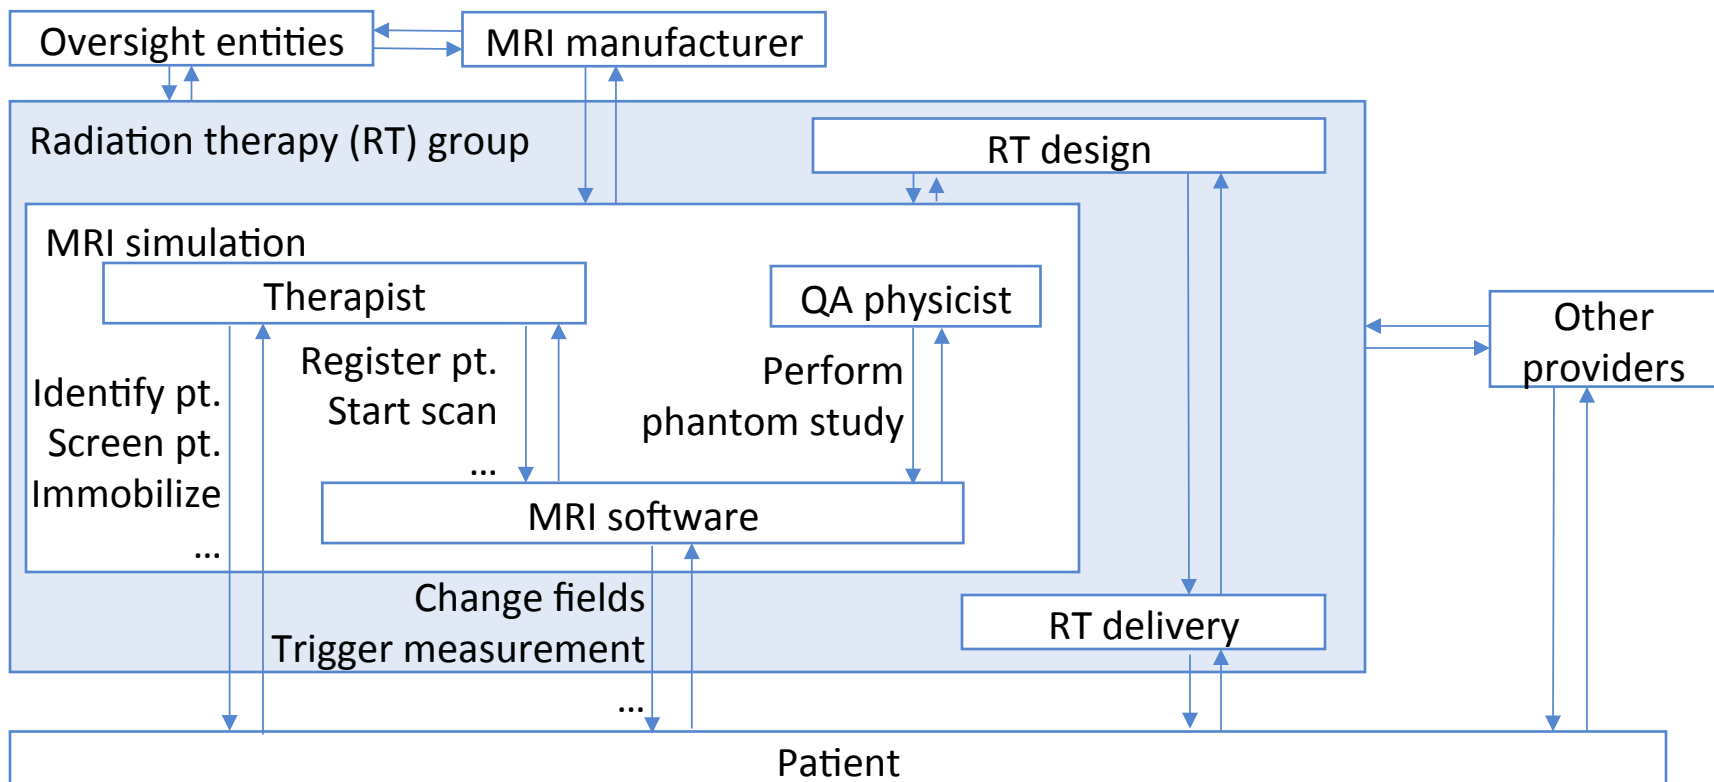 Oversight entities
MRI manufacturer
Radiation therapy (RT) group
RT design
MRI simulation
Therapist
QA physicist
Other
providers
Register pt.
Start scan
...
Perform
phantom study
Identify pt.
Screen pt.
Immobilize
...
MRI software
Change fields
Trigger measurement
...
RT delivery
Patient